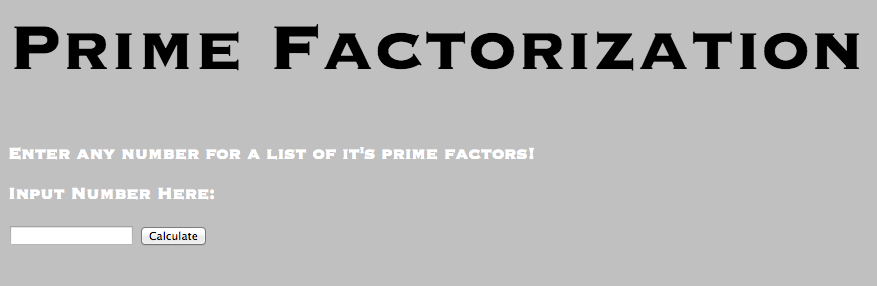 Prime Factorization
Enter any number for a list of it's prime factors!
Input Number Here:
Calculate